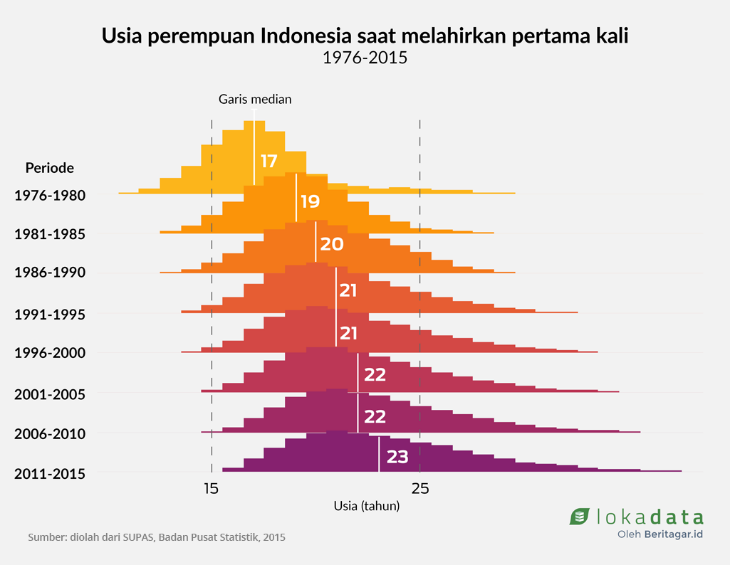 Usia perempuan Indonesia saat melahirkan pertama kali
1976-2015
Garis median
Periode
17
1976-1980
19
1981-1985
20
1986-1990
21
1991-1995
21
1996-2000
22
2001-2005
22
2006-2010
23
2011-2015
15
25
Usia (tahun)
lokadata
Oleh Beritagar.id
Sumber: diolah dari SUPAS, Badan Pusat Statistik, 2015